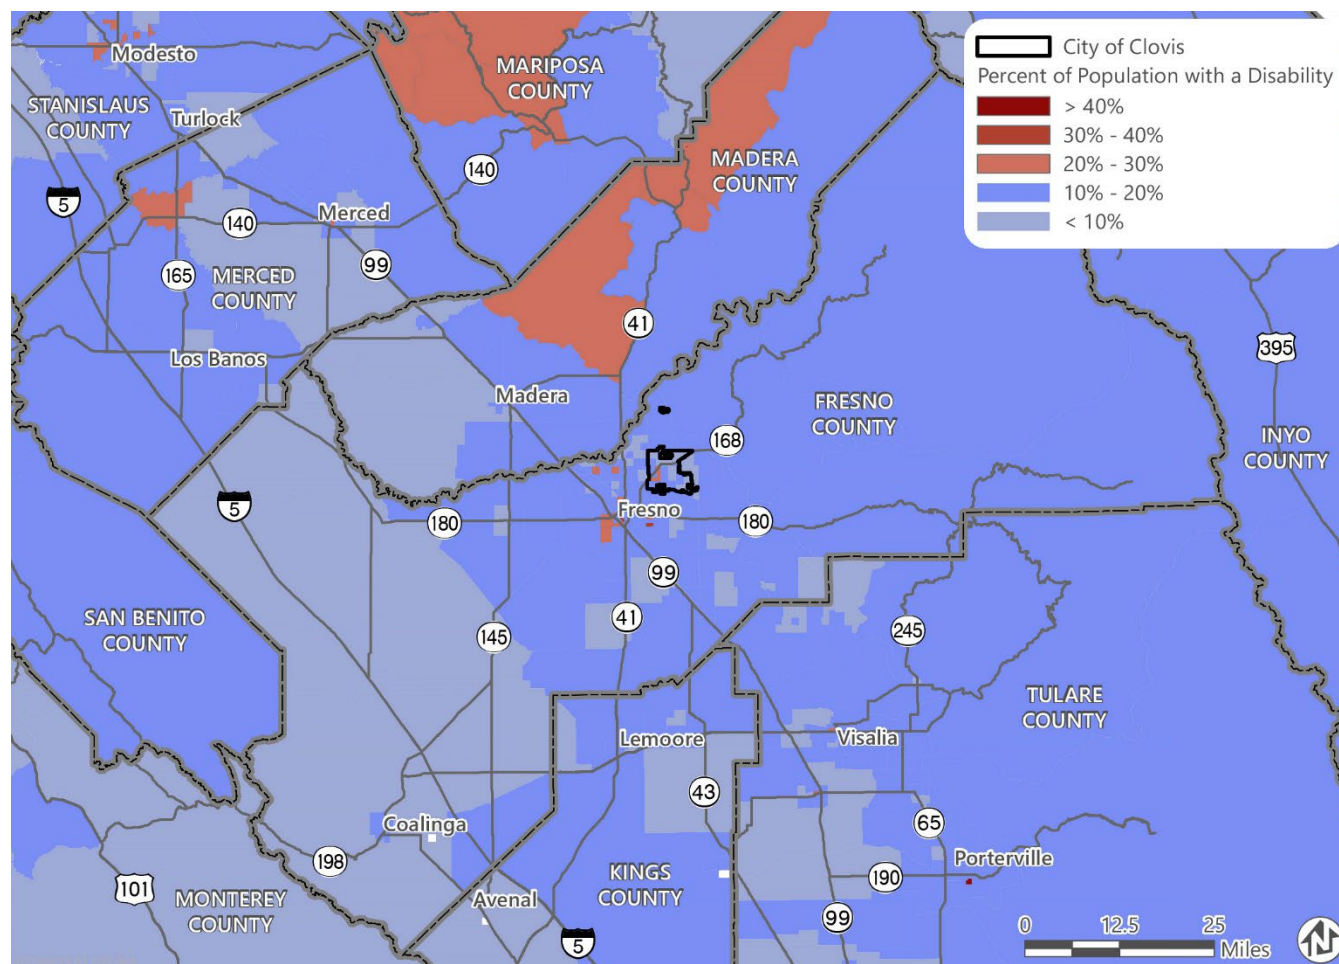 City of Clovis
Percent of Population with a Disability
> 40%
30% - 40%
20% - 30%
10% - 20%
< 10%
Modesto
MARIPOSA
COUNTY
STANISLAUS
COUNTY
Turlock
MADERA
COUNTY
140
5
Merced
140
99
165
MERCED
COUNTY
41
395
Los Banos
Madera
FRESNO
COUNTY
168
INYO
COUNTY
5
180
Fresno
180
99
SAN BENITO
COUNTY
41
145
245
TULARE
COUNTY
Lemoore
Visalia
43
Coalinga
65
198
Porterville
101
MONTEREY
COUNTY
KINGS
COUNTY
190
Avenal
99
5
0 12.5 25
Miles
N